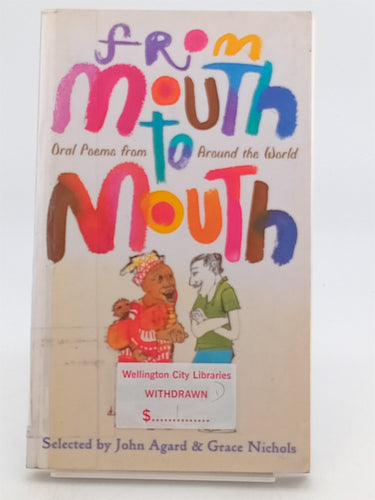 from
Mouth
to
Oral Poems from Around the World
Mouth
Wellington City Libraries
WITHDRAWN
$..............
Selected by John Agard & Grace Nichols